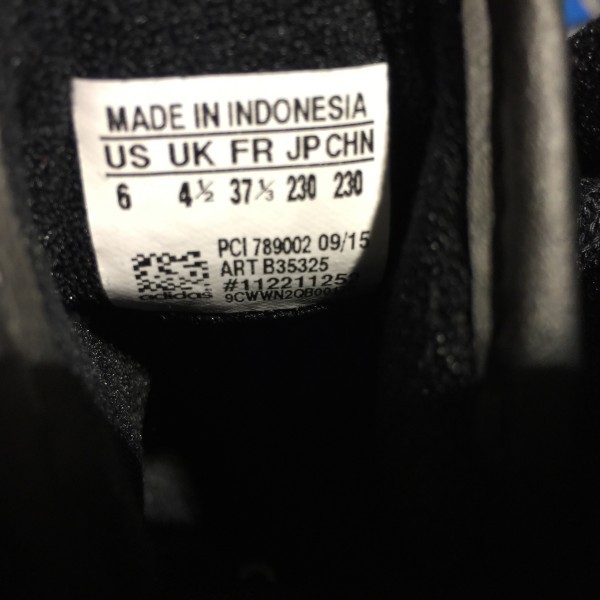 MADE IN INDONESIA
US UK FR JP CHN
6 4½ 37⅓ 230 230
PCI 789002 09/15
ART B35325
adidas